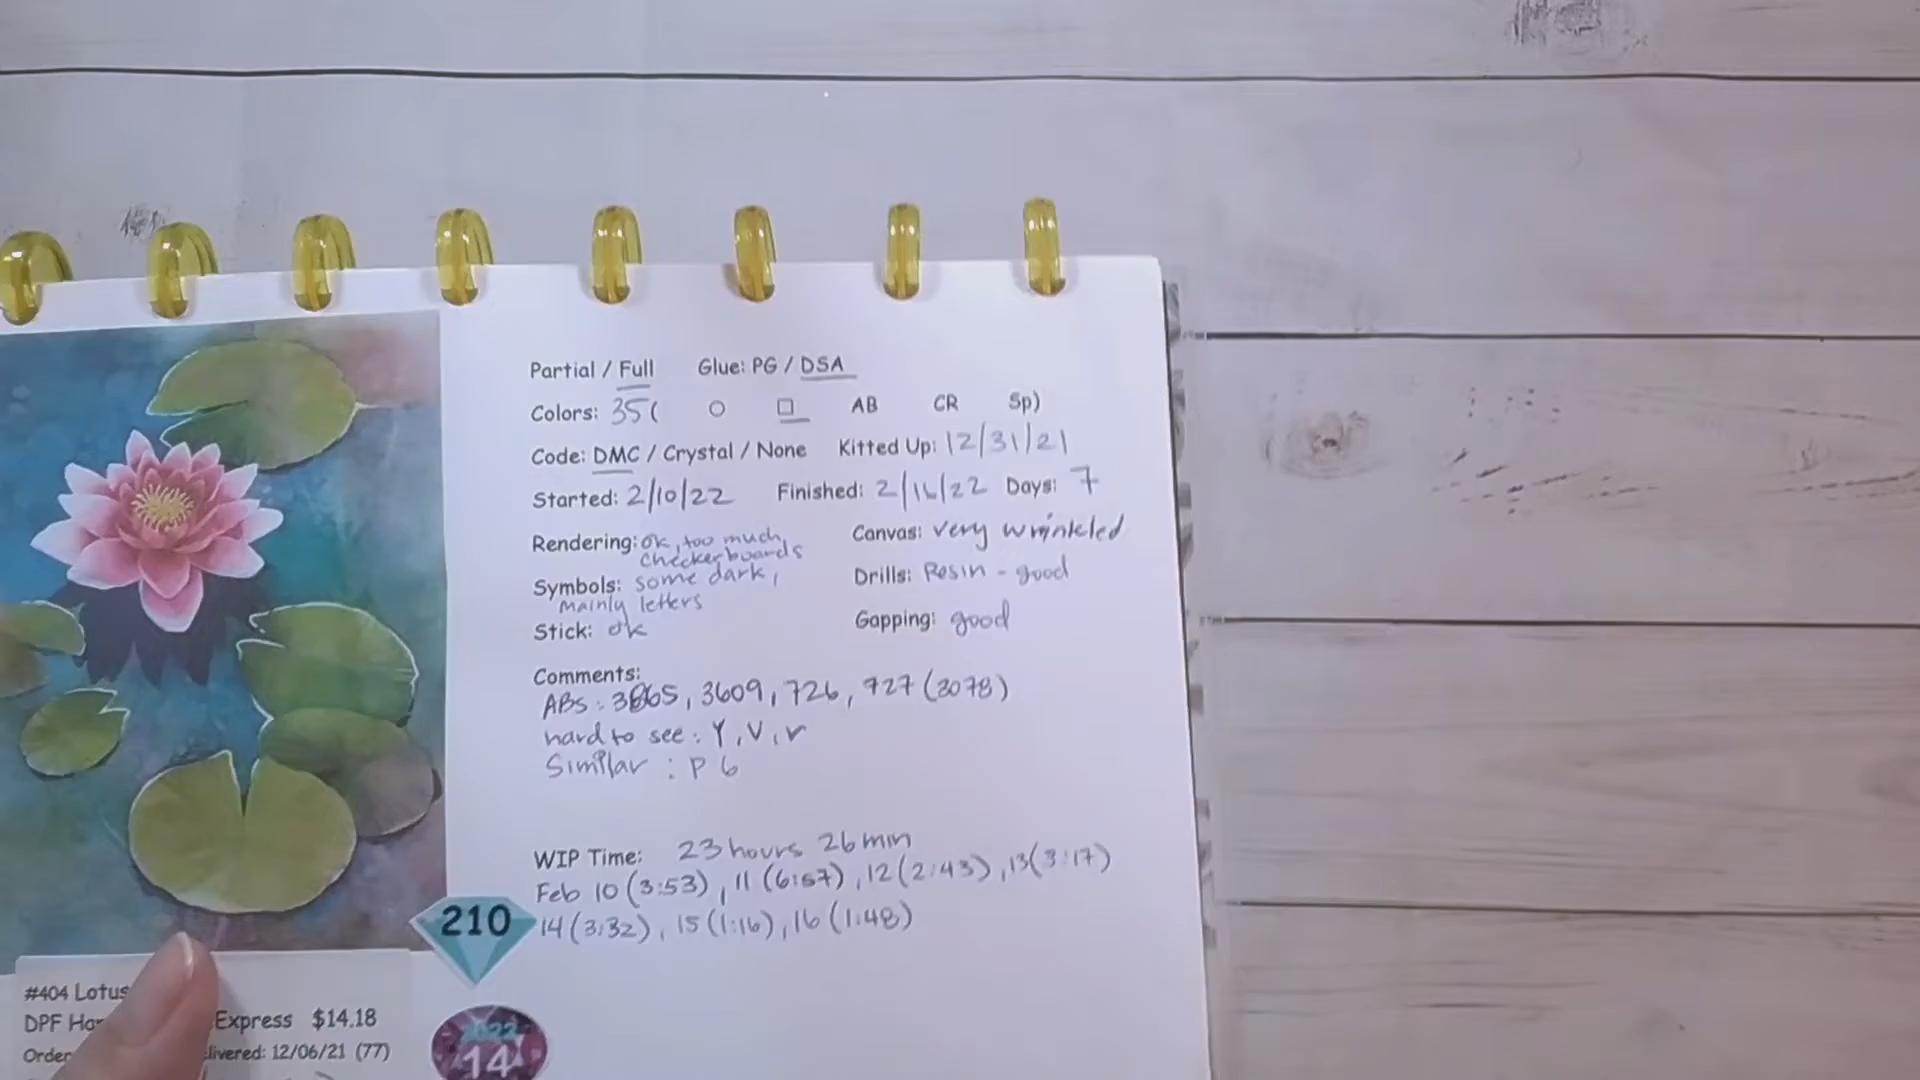 Partial / Full Glue: PG / DSA
Colors: 35( ○ □ AB CR Sp)
Code: DMC / Crystal / None Kitted Up: 12/31/21
Started: 2/10/22 Finished: 2/16/22 Days: 7
Rendering: ok, too much checkerboards
Canvas: very wrinkled
Symbols: some dark, mainly letters
Drills: Resin - good
Stick: ok
Gapping: good
Comments:
ABs: 3865, 3609, 726, 727 (3078)
hard to see: Y, V, r
Similar: P 6
WIP Time: 23 hours 26 min
Feb 10 (3:53), 11 (6:57), 12 (2:43), 13 (3:17)
14 (3:32), 15 (1:16), 16 (1:48)
210
#404 Lotus
DPF Express $14.18
12/06/21 (77)
2022
14